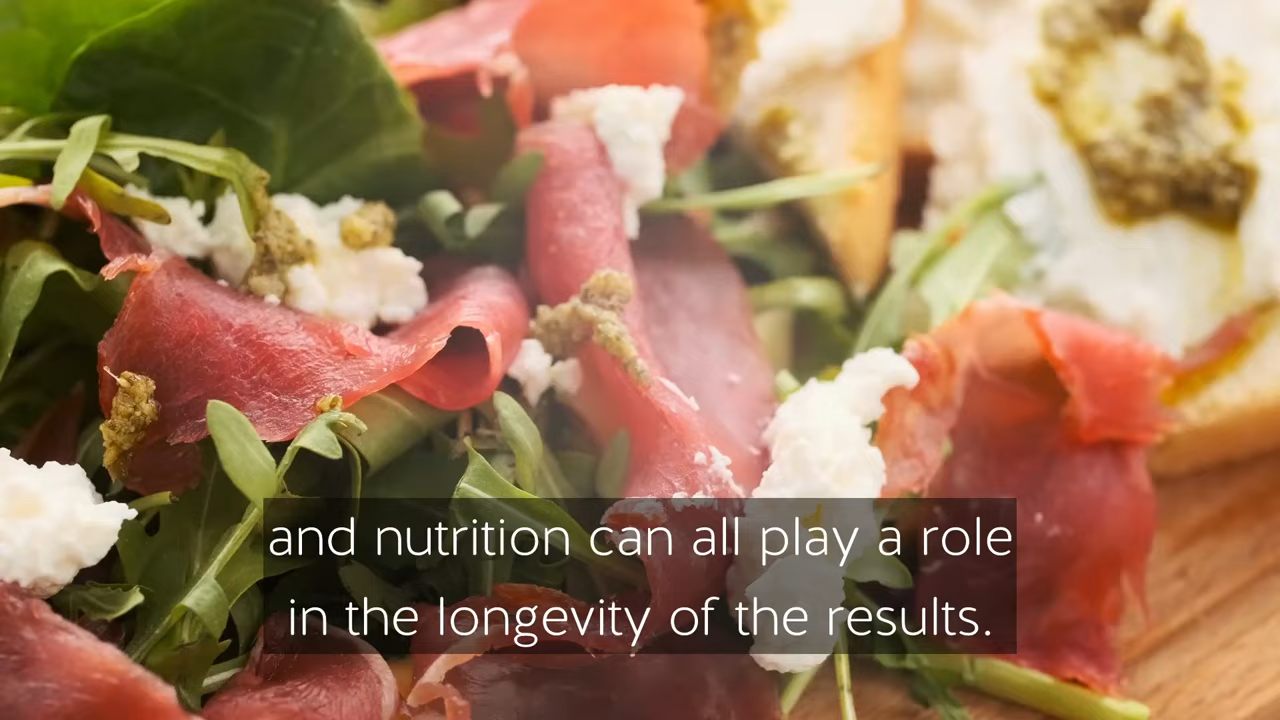 and nutrition can all play a role
in the longevity of the results.